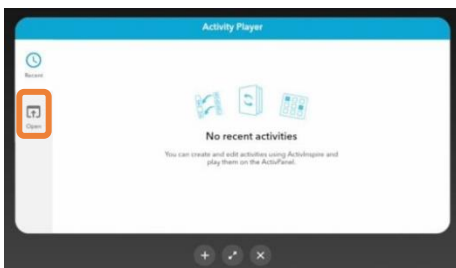 Activity Player
Recent
Open
No recent activities
You can create and edit activities using ActivInspire and
play them on the ActivPanel.